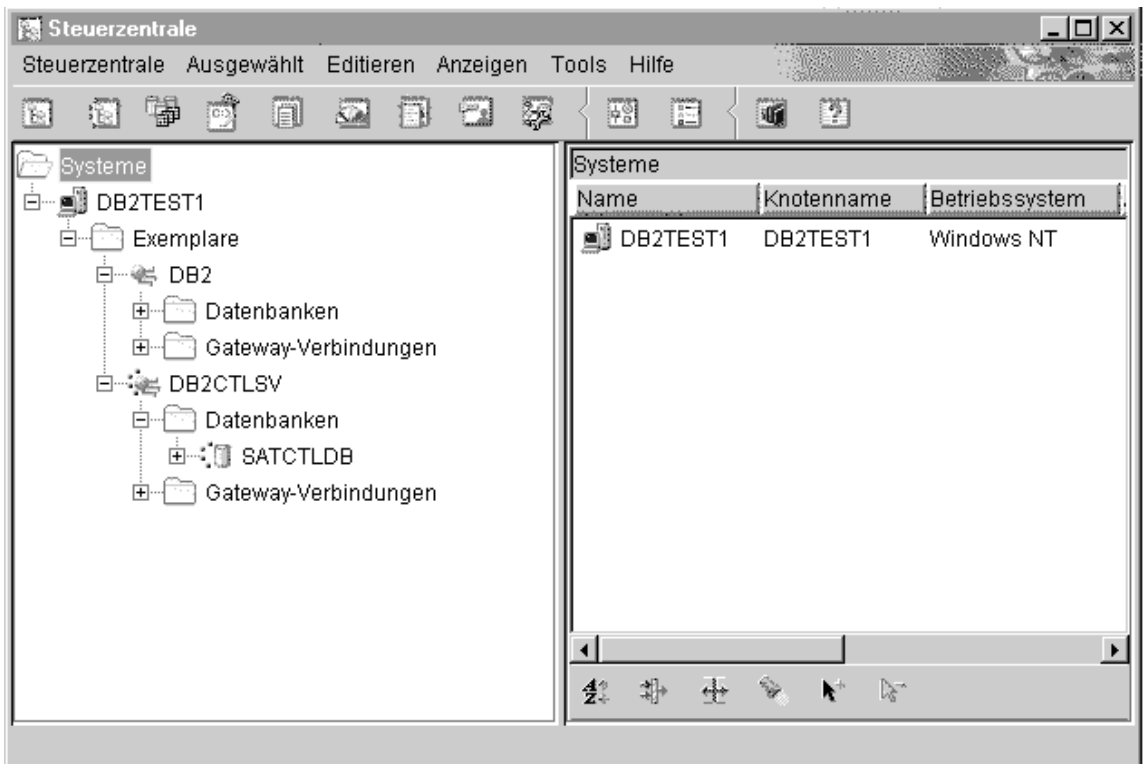 Steuerzentrale
Steuerzentrale Ausgewählt Editieren Anzeigen Tools Hilfe
Systeme
DB2TEST1
Exemplare
DB2
Datenbanken
Gateway-Verbindungen
DB2CTLSV
Datenbanken
SATCTLDB
Gateway-Verbindungen
Systeme
Name Knotenname Betriebssystem
DB2TEST1 DB2TEST1 Windows NT